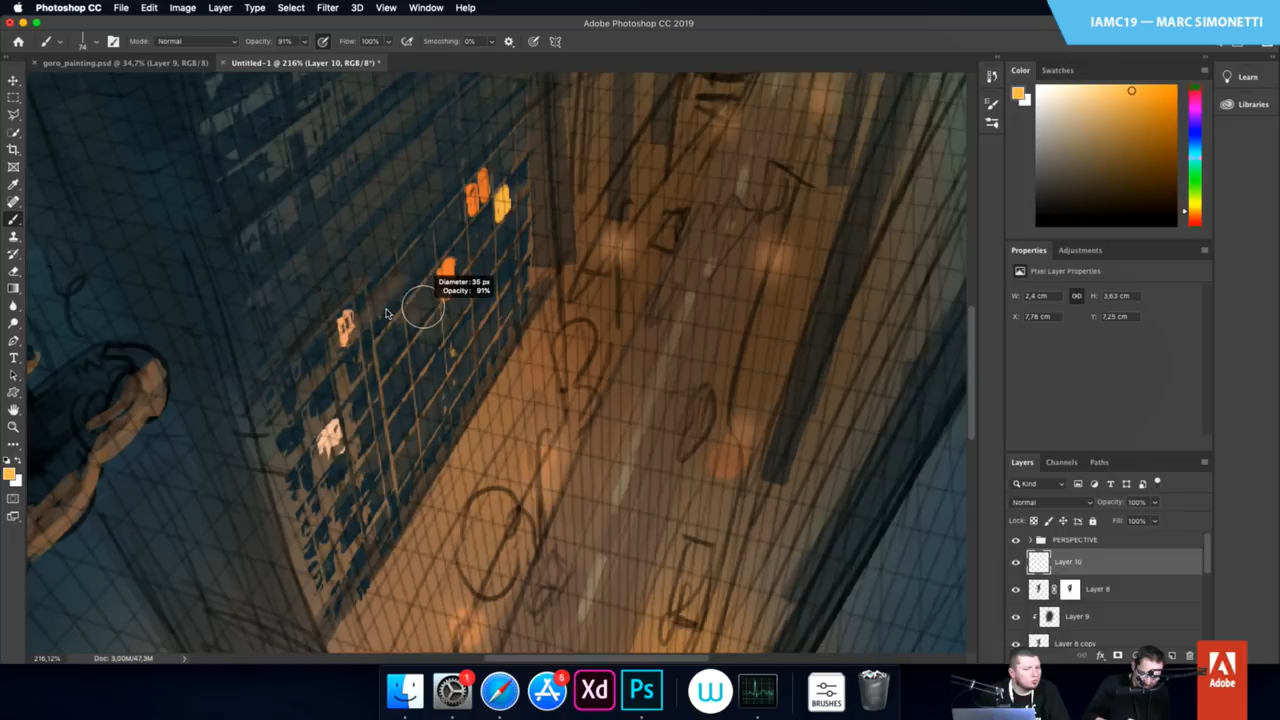 Photoshop CC File Edit Image Layer Type Select Filter 3D View Window Help
IAMC19 — MARC SIMONETTI
Adobe Photoshop CC 2019
74 Mode: Normal Opacity: 91% Flow: 100% Smoothing: 0%
goro_painting.psd @ 34,7% (Layer 9, RGB/8) Untitled-1 @ 216% (Layer 10, RGB/8*) *
Color Swatches
Learn
Libraries
Properties Adjustments
Pixel Layer Properties
W: 2,4 cm H: 3,63 cm
X: 7,78 cm Y: 7,25 cm
Diameter: 35 px
Opacity: 91%
Layers Channels Paths
Kind
Normal Opacity: 100%
Lock: Fill: 100%
PERSPECTIVE
Layer 10
Layer 8
Layer 9
Layer 8 copy
216,12% Doc: 3,00M/47,3M
1 6
Xd Ps W BRUSHES
Adobe